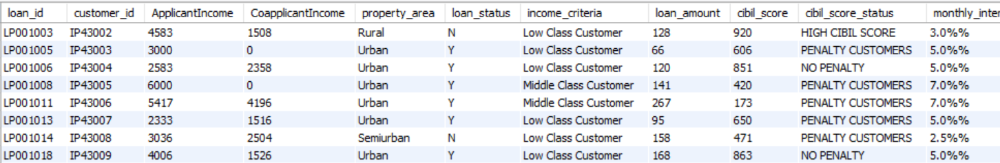 loan_id customer_id ApplicantIncome CoapplicantIncome property_area loan_status income_criteria loan_amount cibil_score cibil_score_status monthly_inter
LP001003 IP43002 4583 1508 Rural N Low Class Customer 128 920 HIGH CIBIL SCORE 3.0%%
LP001005 IP43003 3000 0 Urban Y Low Class Customer 66 606 PENALTY CUSTOMERS 5.0%%
LP001006 IP43004 2583 2358 Urban Y Low Class Customer 120 851 NO PENALTY 5.0%%
LP001008 IP43005 6000 0 Urban Y Middle Class Customer 141 420 PENALTY CUSTOMERS 7.0%%
LP001011 IP43006 5417 4196 Urban Y Middle Class Customer 267 173 PENALTY CUSTOMERS 7.0%%
LP001013 IP43007 2333 1516 Urban Y Low Class Customer 95 650 PENALTY CUSTOMERS 5.0%%
LP001014 IP43008 3036 2504 Semiurban N Low Class Customer 158 471 PENALTY CUSTOMERS 2.5%%
LP001018 IP43009 4006 1526 Urban Y Low Class Customer 168 863 NO PENALTY 5.0%%